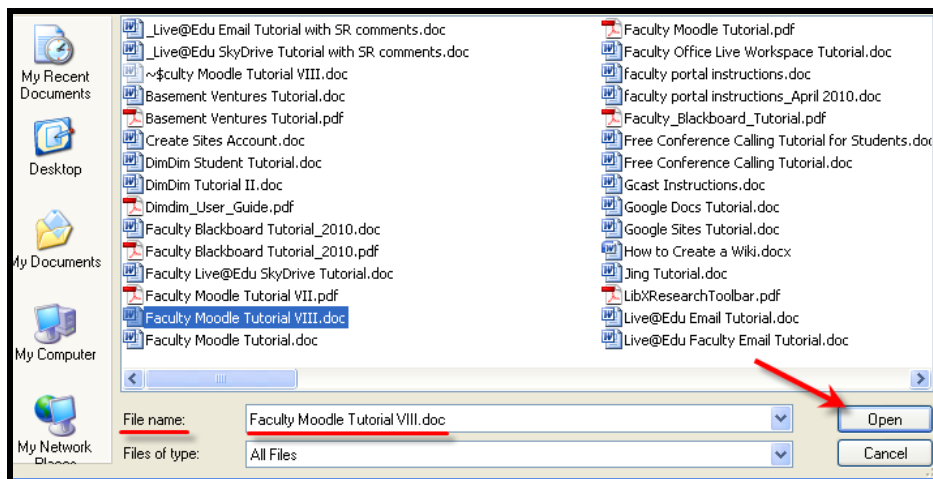 My Recent
Documents
Desktop
My Documents
My Computer
My Network
Places
_Live@Edu Email Tutorial with SR comments.doc
_Live@Edu SkyDrive Tutorial with SR comments.doc
~$culty Moodle Tutorial VIII.doc
Basement Ventures Tutorial.doc
Basement Ventures Tutorial.pdf
Create Sites Account.doc
DimDim Student Tutorial.doc
DimDim Tutorial II.doc
Dimdim_User_Guide.pdf
Faculty Blackboard Tutorial_2010.doc
Faculty Blackboard Tutorial_2010.pdf
Faculty Live@Edu SkyDrive Tutorial.doc
Faculty Moodle Tutorial VII.pdf
Faculty Moodle Tutorial VIII.doc
Faculty Moodle Tutorial.doc
Faculty Moodle Tutorial.pdf
Faculty Office Live Workspace Tutorial.doc
faculty portal instructions.doc
faculty portal instructions_April 2010.doc
Faculty_Blackboard_Tutorial.pdf
Free Conference Calling Tutorial for Students.doc
Free Conference Calling Tutorial.doc
Gcast Instructions.doc
Google Docs Tutorial.doc
Google Sites Tutorial.doc
How to Create a Wiki.docx
Jing Tutorial.doc
LibXResearchToolbar.pdf
Live@Edu Email Tutorial.doc
Live@Edu Faculty Email Tutorial.doc
File name: Faculty Moodle Tutorial VIII.doc Open
Files of type: All Files Cancel